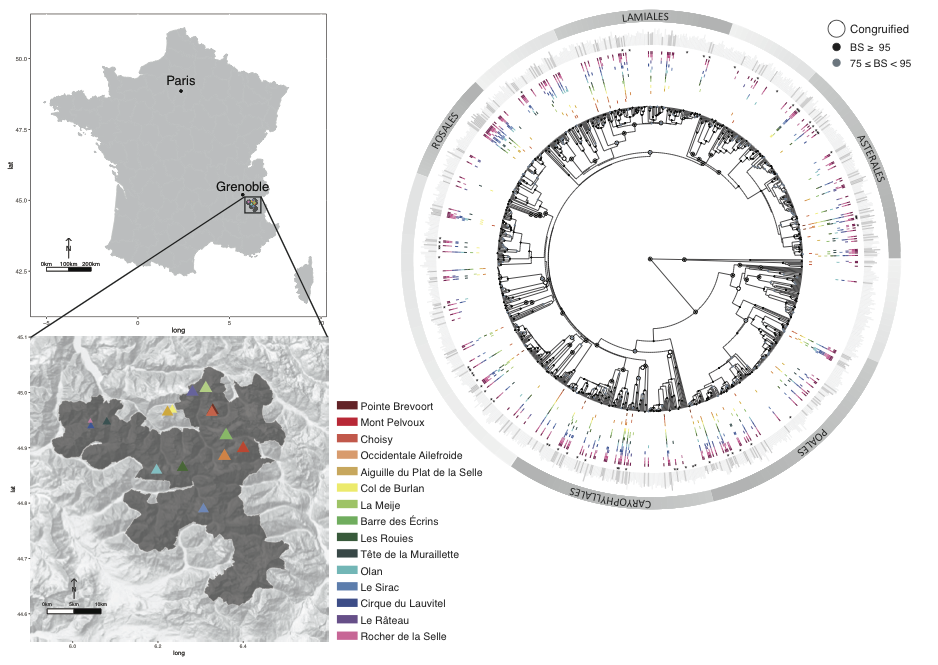 50.0
47.5
45.0
42.5
lat
Paris
Grenoble
N
0km 100km 200km
0
5
10
long
45.1
45.0
44.9
44.8
44.7
44.6
lat
N
0km 5km 10km
6.0
6.2
6.4
long
Pointe Brevoort
Mont Pelvoux
Choisy
Occidentale Ailefroide
Aiguille du Plat de la Selle
Col de Burlan
La Meije
Barre des Écrins
Les Rouies
Tête de la Muraillette
Olan
Le Sirac
Cirque du Lauvitel
Le Râteau
Rocher de la Selle
LAMIALES
ROSALES
ASTERALES
POALES
CARYOPHYLLALES
Congruified
BS ≥ 95
75 ≤ BS < 95